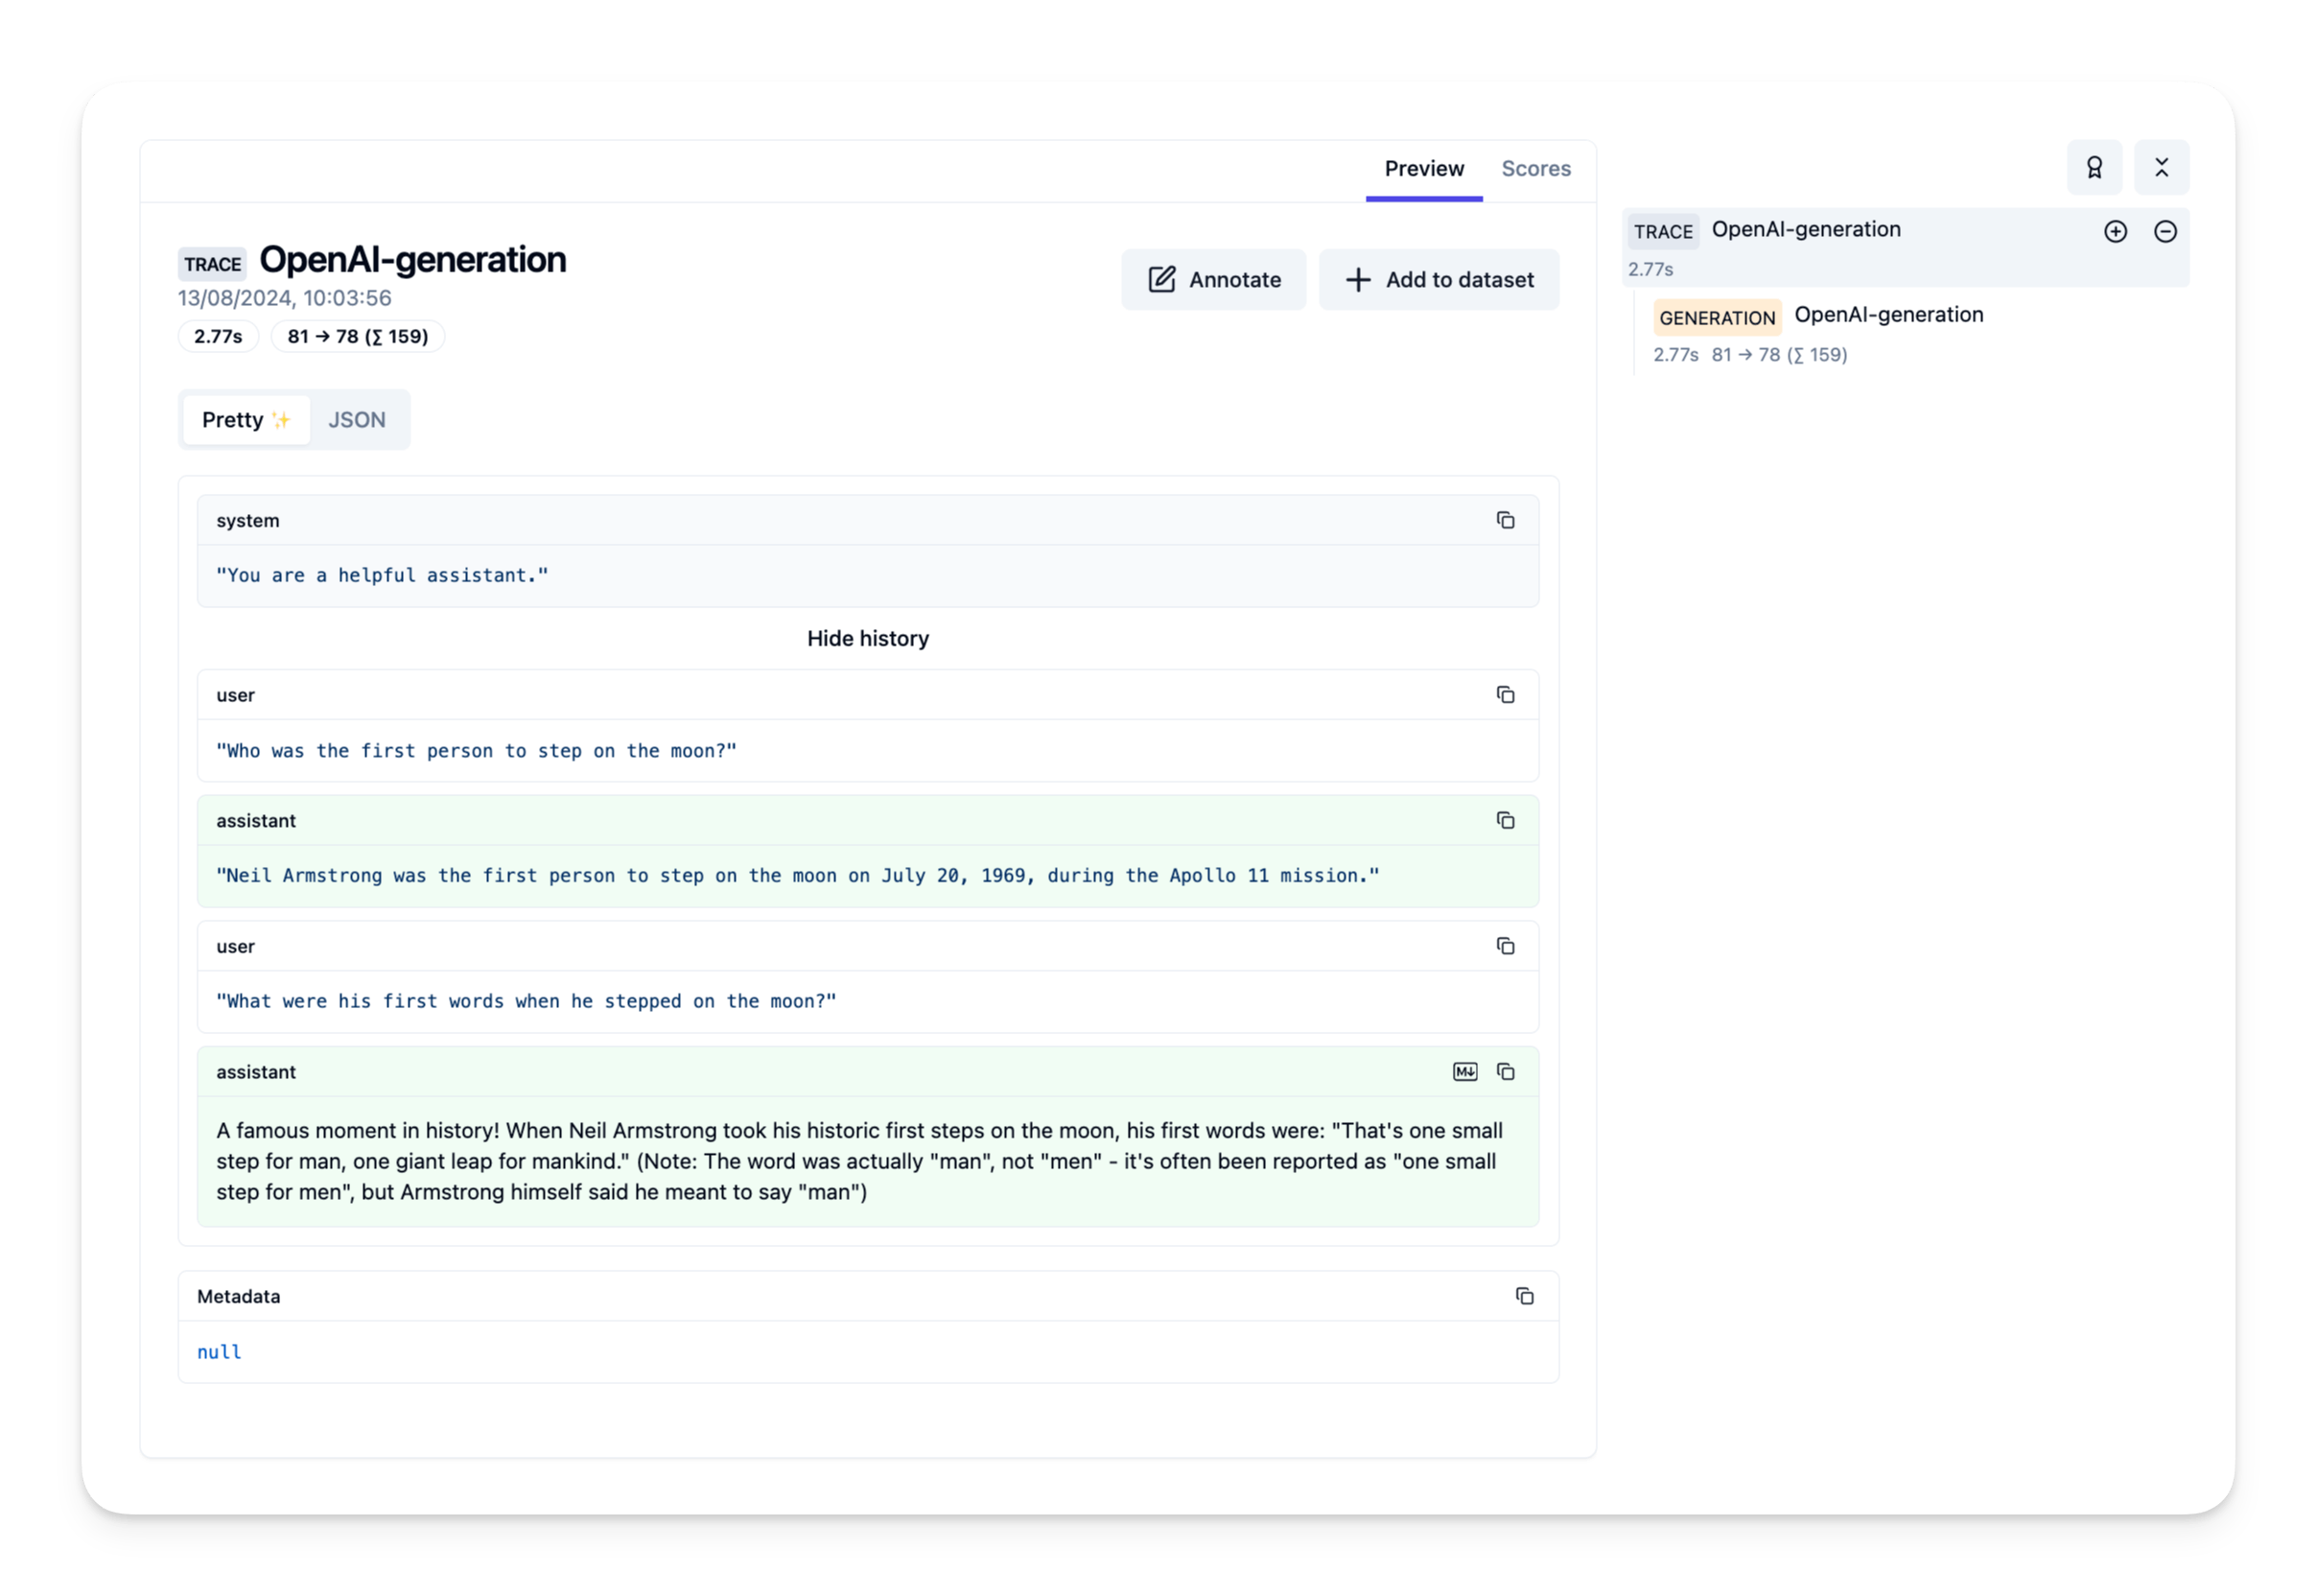 Preview Scores
TRACE OpenAI-generation
13/08/2024, 10:03:56
2.77s 81 → 78 (∑ 159)
Annotate
Add to dataset
Pretty ✨ JSON
system
"You are a helpful assistant."
Hide history
user
"Who was the first person to step on the moon?"
assistant
"Neil Armstrong was the first person to step on the moon on July 20, 1969, during the Apollo 11 mission."
user
"What were his first words when he stepped on the moon?"
assistant
M↓
A famous moment in history! When Neil Armstrong took his historic first steps on the moon, his first words were: "That's one small
step for man, one giant leap for mankind." (Note: The word was actually "man", not "men" - it's often been reported as "one small
step for men", but Armstrong himself said he meant to say "man")
Metadata
null
TRACE OpenAI-generation
2.77s
GENERATION OpenAI-generation
2.77s 81 → 78 (∑ 159)